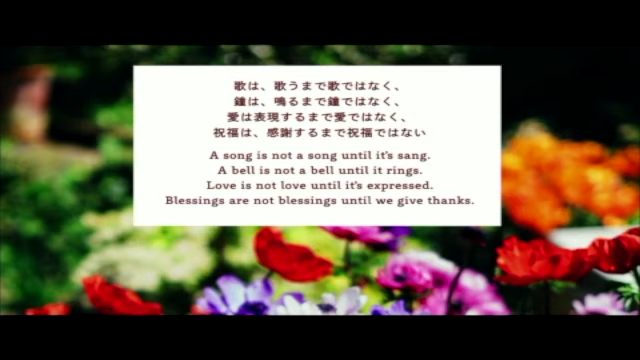 歌は、歌うまで歌ではなく、
鐘は、鳴るまで鐘ではなく、
愛は表現するまで愛ではなく、
祝福は、感謝するまで祝福ではない
A song is not a song until it's sang.
A bell is not a bell until it rings.
Love is not love until it's expressed.
Blessings are not blessings until we give thanks.